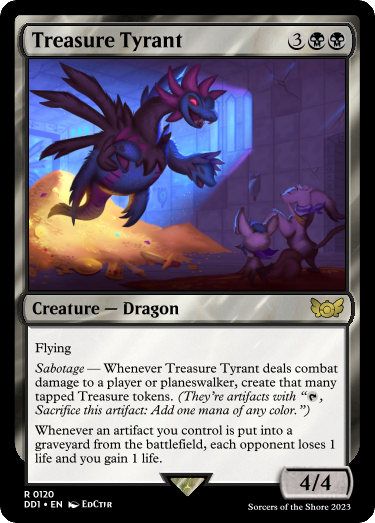 Treasure Tyrant 3
Creature — Dragon
Flying
Sabotage — Whenever Treasure Tyrant deals combat
damage to a player or planeswalker, create that many
tapped Treasure tokens. (They’re artifacts with “,
Sacrifice this artifact: Add one mana of any color.”)
Whenever an artifact you control is put into a
graveyard from the battlefield, each opponent loses 1
life and you gain 1 life.
4/4
R 0120
DD1 • EN EdCtir
Sorcerers of the Shore 2023